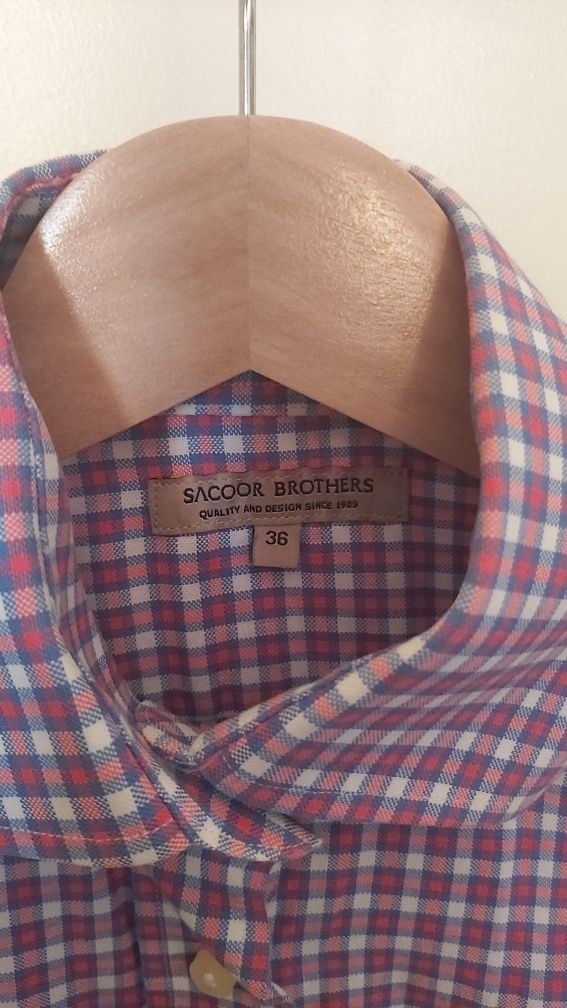 SACOOR BROTHERS
QUALITY AND DESIGN SINCE 1989
36